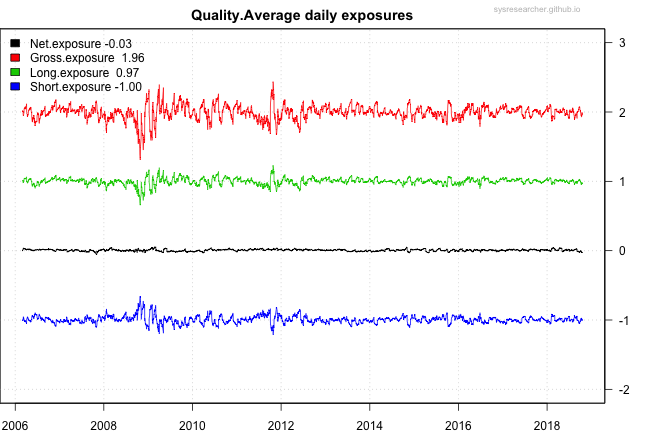 Quality.Average daily exposures
sysresearcher.github.io
Net.exposure -0.03
Gross.exposure 1.96
Long.exposure 0.97
Short.exposure -1.00
3
2
1
0
-1
-2
2006 2008 2010 2012 2014 2016 2018